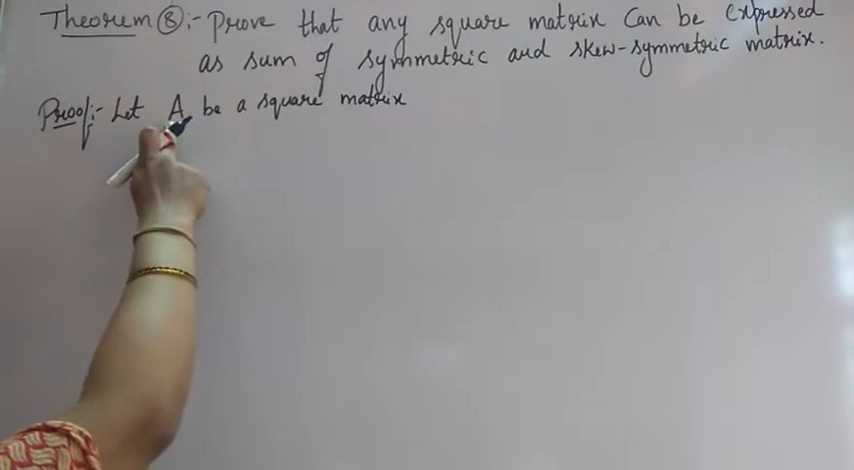 Theorem ⑧:- Prove that any square matrix can be expressed
as sum of symmetric and skew-symmetric matrix.
Proof:- Let A be a square matrix